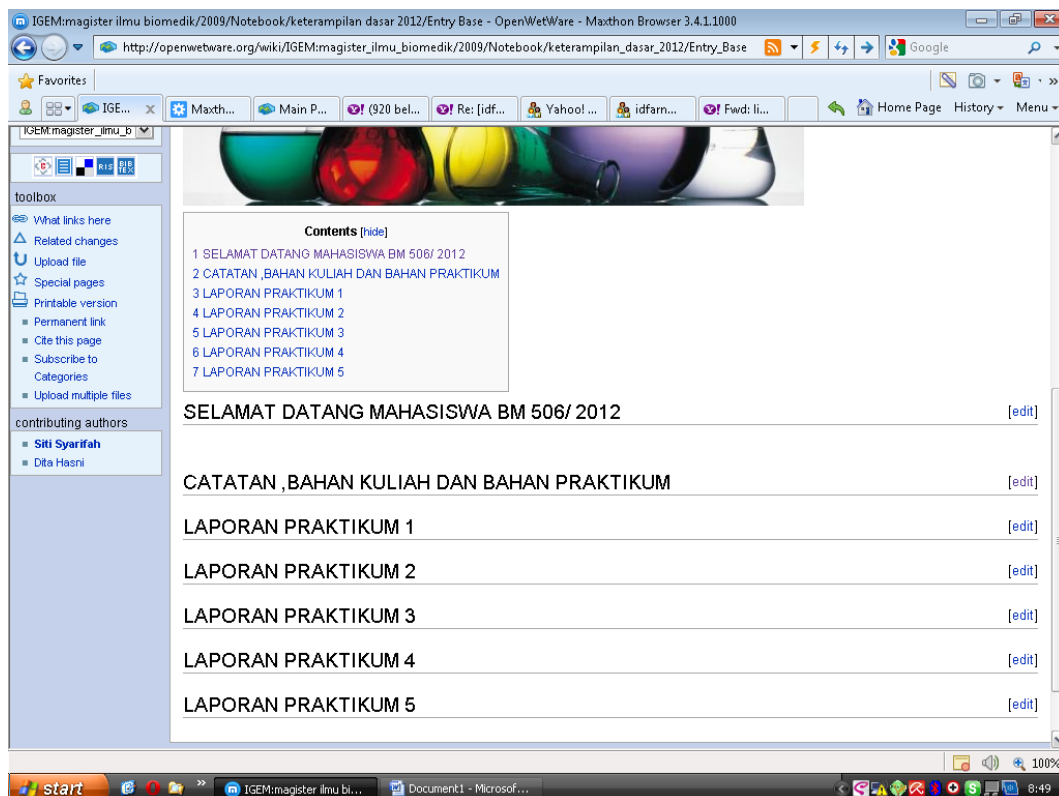 IGEM:magister ilmu biomedik/2009/Notebook/keterampilan dasar 2012/Entry Base - OpenWetWare - Maxthon Browser 3.4.1.1000
http://openwetware.org/wiki/IGEM:magister_ilmu_biomedik/2009/Notebook/keterampilan_dasar_2012/Entry_Base
Google
Favorites
IGE... x
Maxth...
Main P...
(920 bel...
Re: [idf...
Yahoo! ...
idfarn...
Fwd: li...
Home Page History Menu
IGEM:magister_ilmu_b
RIS
BIB
TEX
toolbox
What links here
Related changes
Upload file
Special pages
Printable version
Permanent link
Cite this page
Subscribe to
Categories
Upload multiple files
contributing authors
Siti Syarifah
Dita Hasni
Contents [hide]
1 SELAMAT DATANG MAHASISWA BM 506/ 2012
2 CATATAN ,BAHAN KULIAH DAN BAHAN PRAKTIKUM
3 LAPORAN PRAKTIKUM 1
4 LAPORAN PRAKTIKUM 2
5 LAPORAN PRAKTIKUM 3
6 LAPORAN PRAKTIKUM 4
7 LAPORAN PRAKTIKUM 5
SELAMAT DATANG MAHASISWA BM 506/ 2012 [edit]
CATATAN ,BAHAN KULIAH DAN BAHAN PRAKTIKUM [edit]
LAPORAN PRAKTIKUM 1 [edit]
LAPORAN PRAKTIKUM 2 [edit]
LAPORAN PRAKTIKUM 3 [edit]
LAPORAN PRAKTIKUM 4 [edit]
LAPORAN PRAKTIKUM 5 [edit]
100%
start
IGEM:magister ilmu bi...
Document1 - Microsof...
8:49